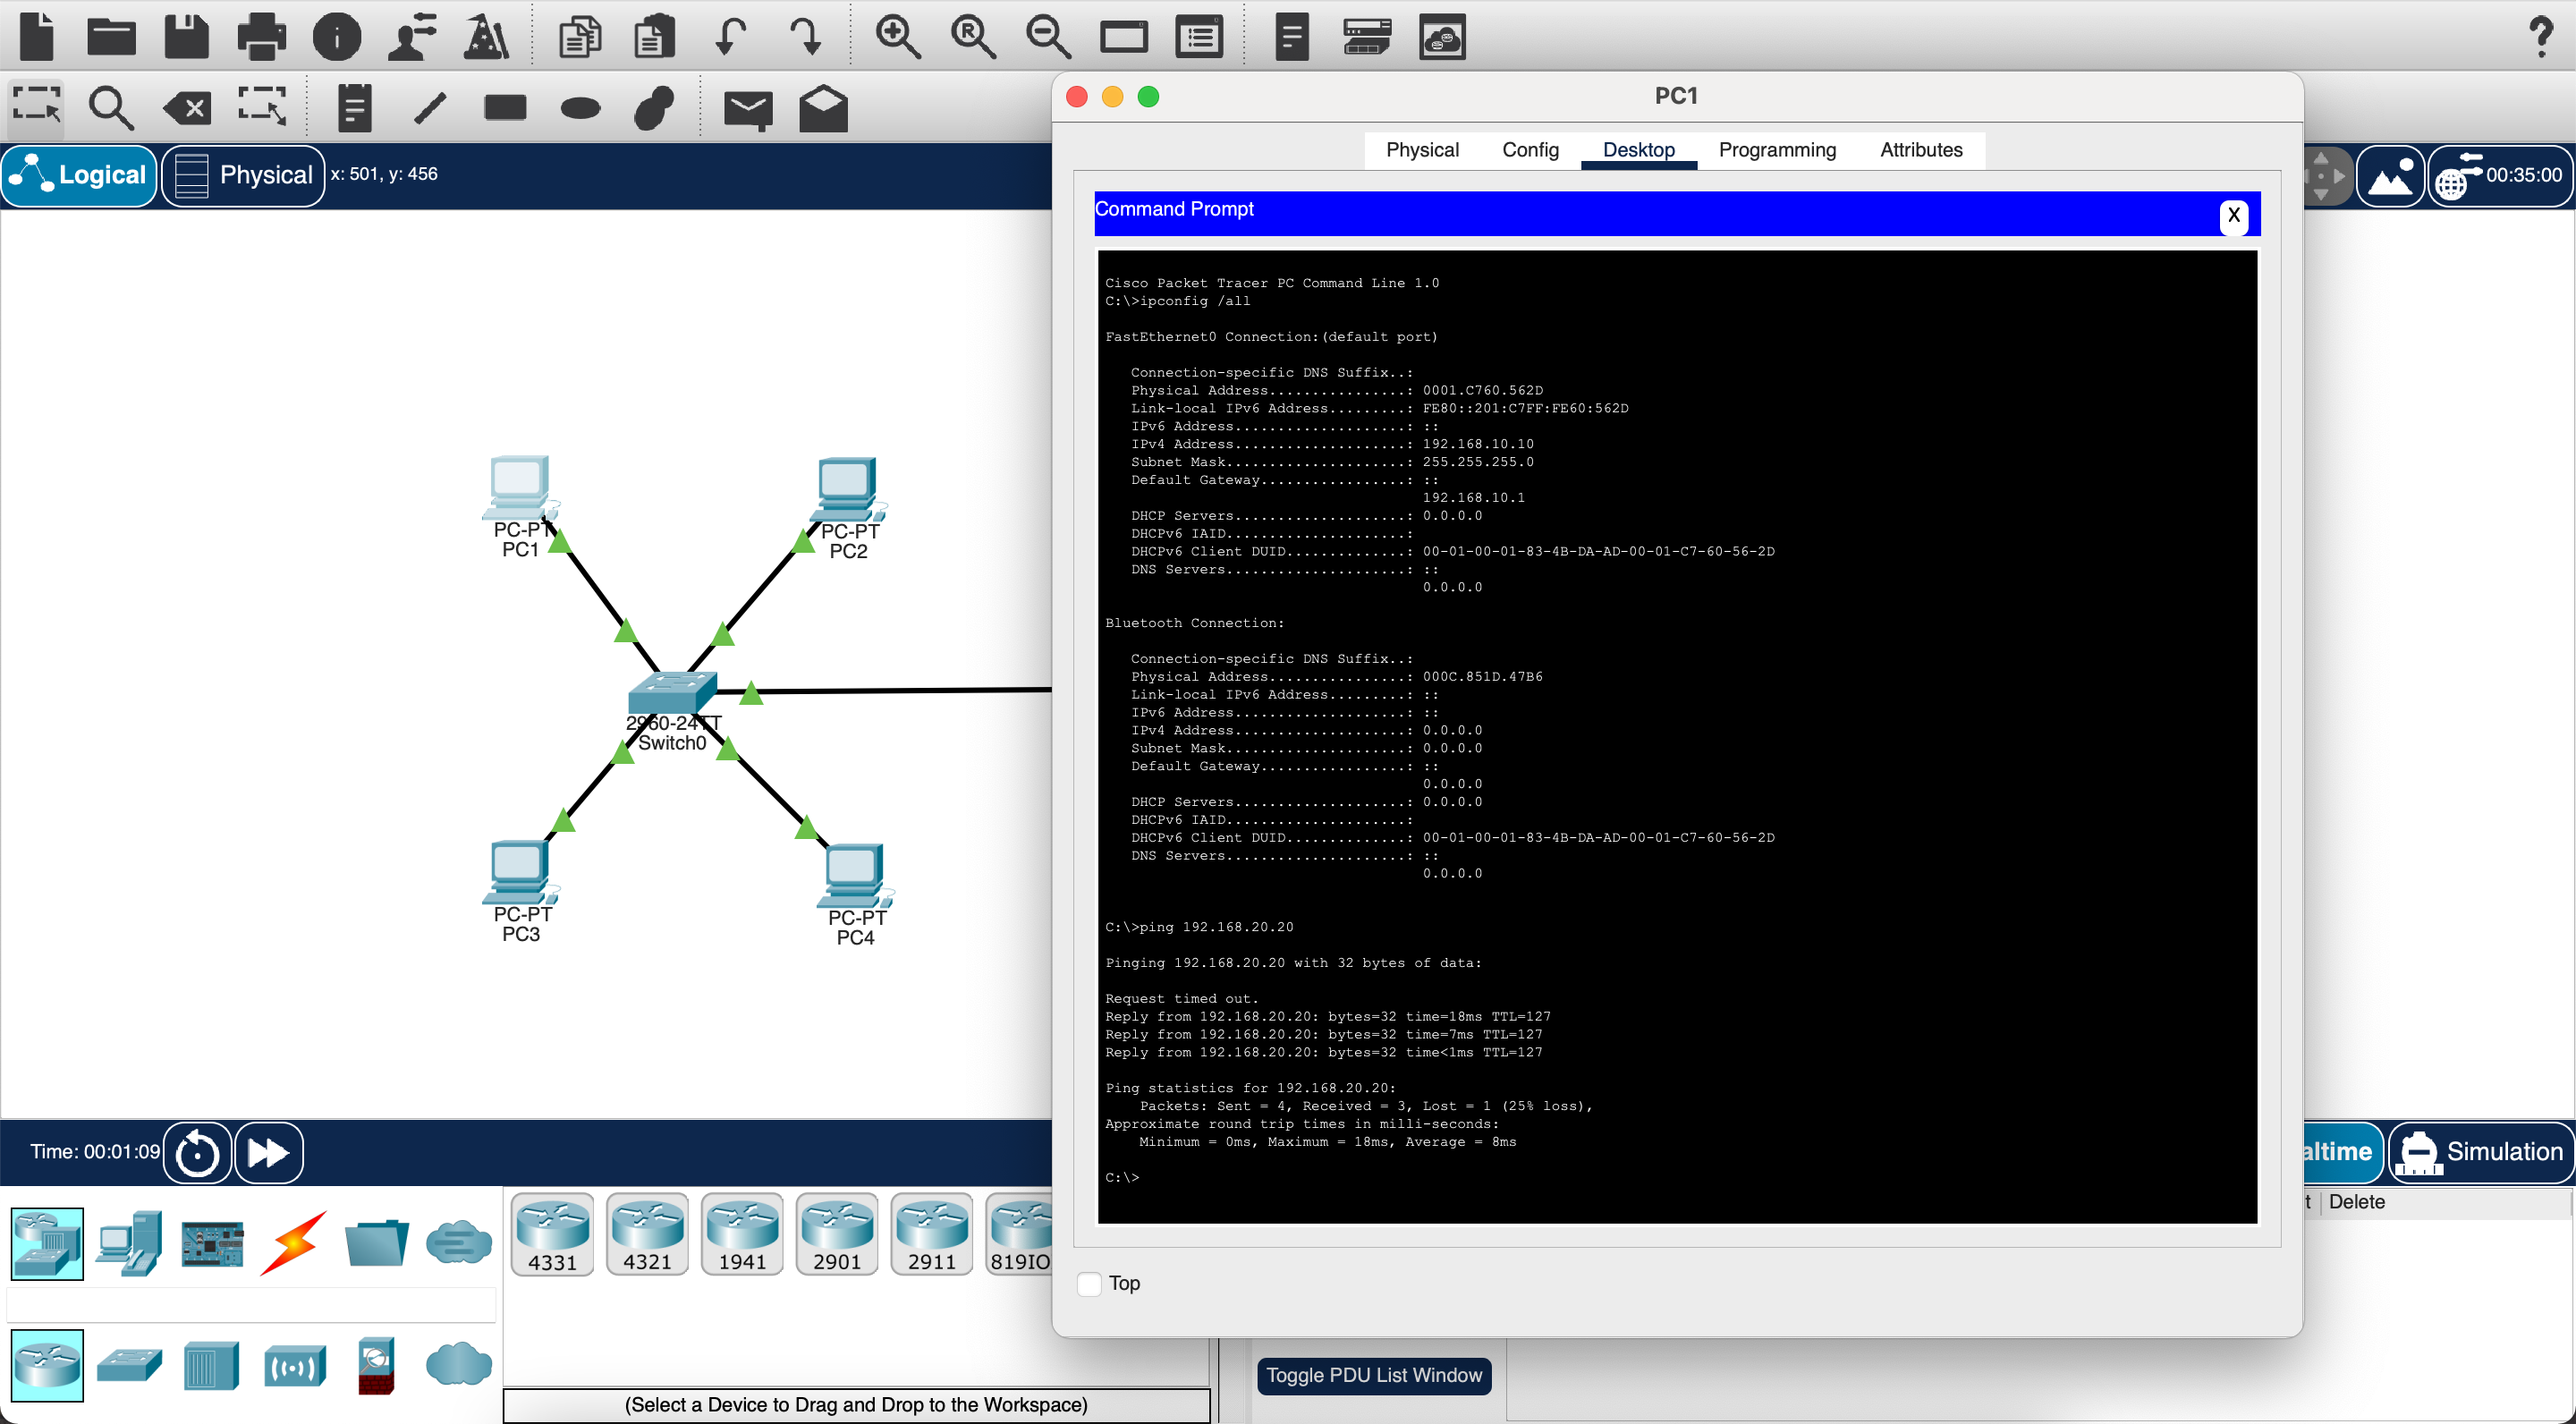 PC1
Logical
Physical
x: 501, y: 456
00:35:00
Physical
Config
Desktop
Programming
Attributes
Command Prompt
X
Cisco Packet Tracer PC Command Line 1.0
C:\>ipconfig /all
FastEthernet0 Connection:(default port)
Connection-specific DNS Suffix..:
Physical Address................: 0001.C760.562D
Link-local IPv6 Address.........: FE80::201:C7FF:FE60:562D
IPv6 Address....................: ::
IPv4 Address....................: 192.168.10.10
Subnet Mask.....................: 255.255.255.0
Default Gateway.................: ::
192.168.10.1
DHCP Servers....................: 0.0.0.0
DHCPv6 IAID.....................:
DHCPv6 Client DUID..............: 00-01-00-01-83-4B-DA-AD-00-01-C7-60-56-2D
DNS Servers.....................: ::
0.0.0.0
Bluetooth Connection:
Connection-specific DNS Suffix..:
Physical Address................: 000C.851D.47B6
Link-local IPv6 Address.........: ::
IPv6 Address....................: ::
IPv4 Address....................: 0.0.0.0
Subnet Mask.....................: 0.0.0.0
Default Gateway.................: ::
0.0.0.0
DHCP Servers....................: 0.0.0.0
DHCPv6 IAID.....................:
DHCPv6 Client DUID..............: 00-01-00-01-83-4B-DA-AD-00-01-C7-60-56-2D
DNS Servers.....................: ::
0.0.0.0
C:\>ping 192.168.20.20
Pinging 192.168.20.20 with 32 bytes of data:
Request timed out.
Reply from 192.168.20.20: bytes=32 time=18ms TTL=127
Reply from 192.168.20.20: bytes=32 time=7ms TTL=127
Reply from 192.168.20.20: bytes=32 time<1ms TTL=127
Ping statistics for 192.168.20.20:
Packets: Sent = 4, Received = 3, Lost = 1 (25% loss),
Approximate round trip times in milli-seconds:
Minimum = 0ms, Maximum = 18ms, Average = 8ms
C:\>
Top
PC-PT
PC1
PC-PT
PC2
2960-24TT
Switch0
PC-PT
PC3
PC-PT
PC4
Time: 00:01:09
altime
Simulation
t
Delete
4331
4321
1941
2901
2911
819IO
Toggle PDU List Window
(Select a Device to Drag and Drop to the Workspace)